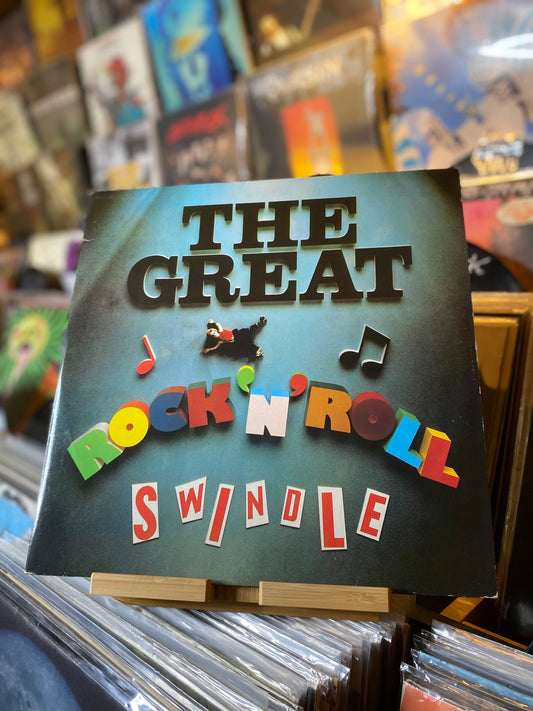 THE
GREAT
ROCK 'N' ROLL
SWINDLE